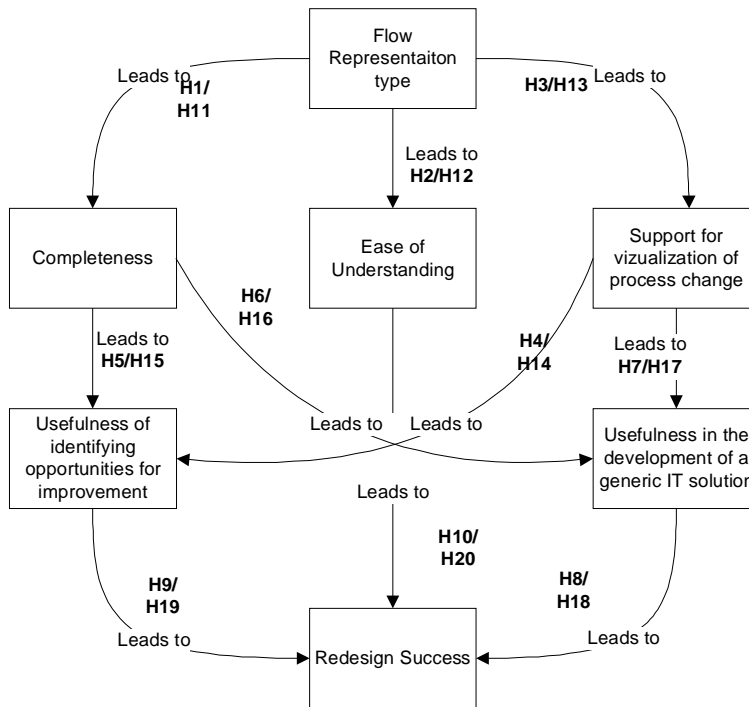 Flow
Representaiton
type
Leads to
H1/
H11
H3/H13
Leads to
Leads to
H2/H12
Completeness
Ease of
Understanding
Support for
vizualization of
process change
H6/
H16
Leads to
H5/H15
H4/
H14
Leads to
H7/H17
Usefulness of
identifying
opportunities for
improvement
Leads to
Leads to
Usefulness in the
development of a
generic IT solution
Leads to
H10/
H20
H9/
H19
H8/
H18
Leads to
Leads to
Redesign Success